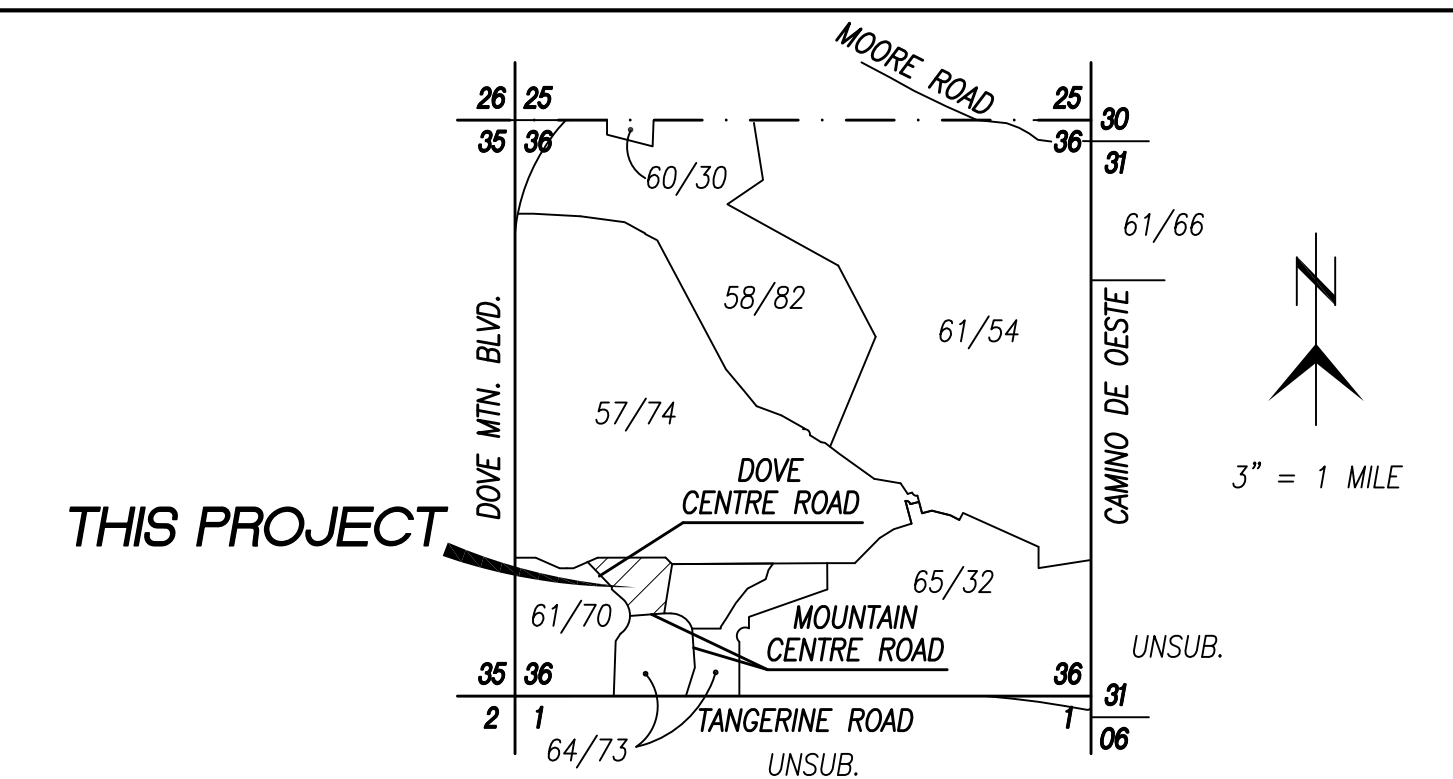 MOORE ROAD
26 25
25
30
35 36
36
31
60/30
61/66
N
58/82
61/54
DOVE MTN. BLVD.
CAMINO DE OESTE
57/74
3" = 1 MILE
DOVE
CENTRE ROAD
THIS PROJECT
65/32
61/70
MOUNTAIN
CENTRE ROAD
UNSUB.
35 36
36
31
2 1
TANGERINE ROAD
1
06
64/73
UNSUB.